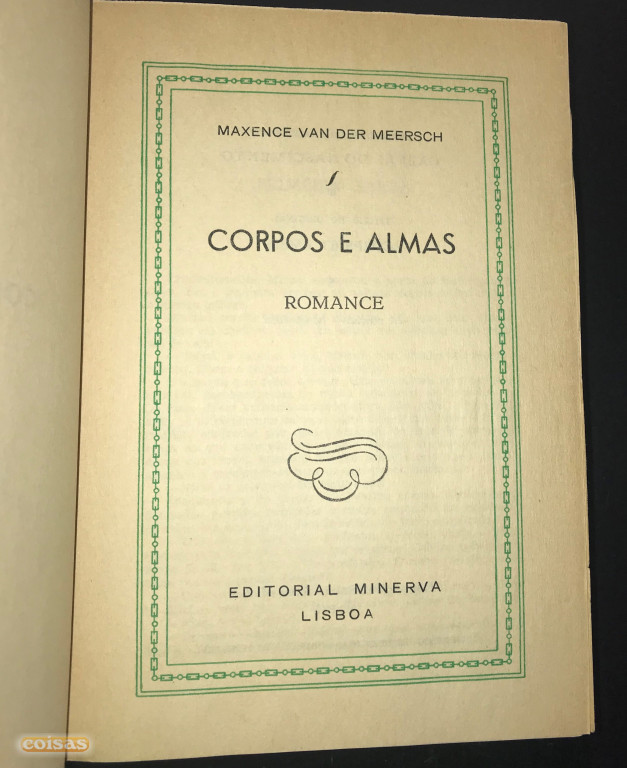 MAXENCE VAN DER MEERSCH
CORPOS E ALMAS
ROMANCE
EDITORIAL MINERVA
LISBOA
coisas